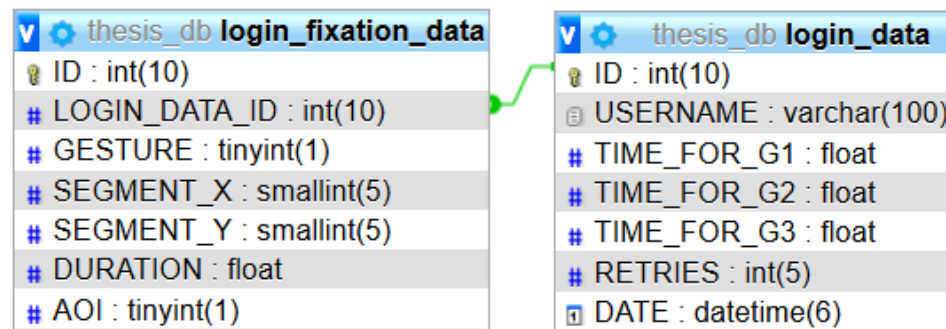 v thesis_db login_fixation_data
ID : int(10)
# LOGIN_DATA_ID : int(10)
# GESTURE : tinyint(1)
# SEGMENT_X : smallint(5)
# SEGMENT_Y : smallint(5)
# DURATION : float
# AOI : tinyint(1)
v thesis_db login_data
ID : int(10)
USERNAME : varchar(100)
# TIME_FOR_G1 : float
# TIME_FOR_G2 : float
# TIME_FOR_G3 : float
# RETRIES : int(5)
DATE : datetime(6)